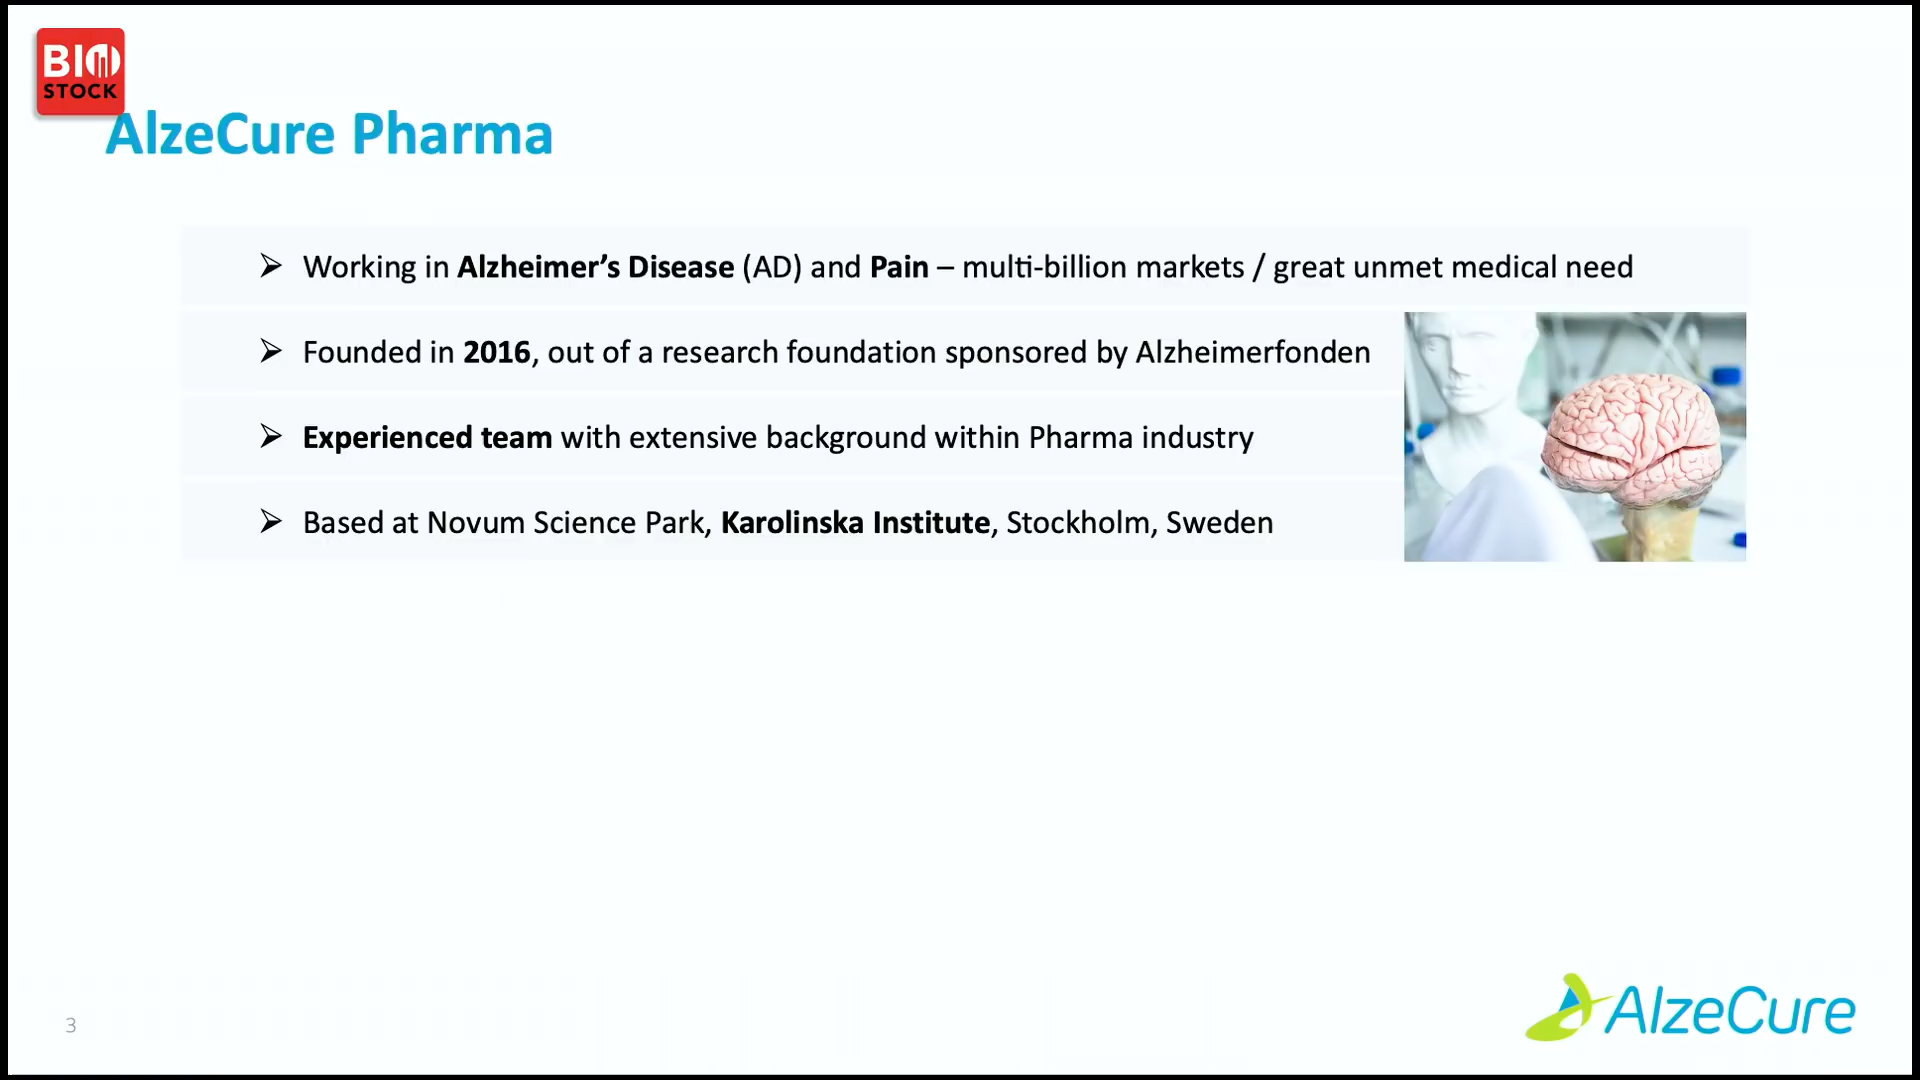 BIO
STOCK
AlzeCure Pharma
➢ Working in Alzheimer’s Disease (AD) and Pain – multi-billion markets / great unmet medical need
➢ Founded in 2016, out of a research foundation sponsored by Alzheimerfonden
➢ Experienced team with extensive background within Pharma industry
➢ Based at Novum Science Park, Karolinska Institute, Stockholm, Sweden
3
AlzeCure